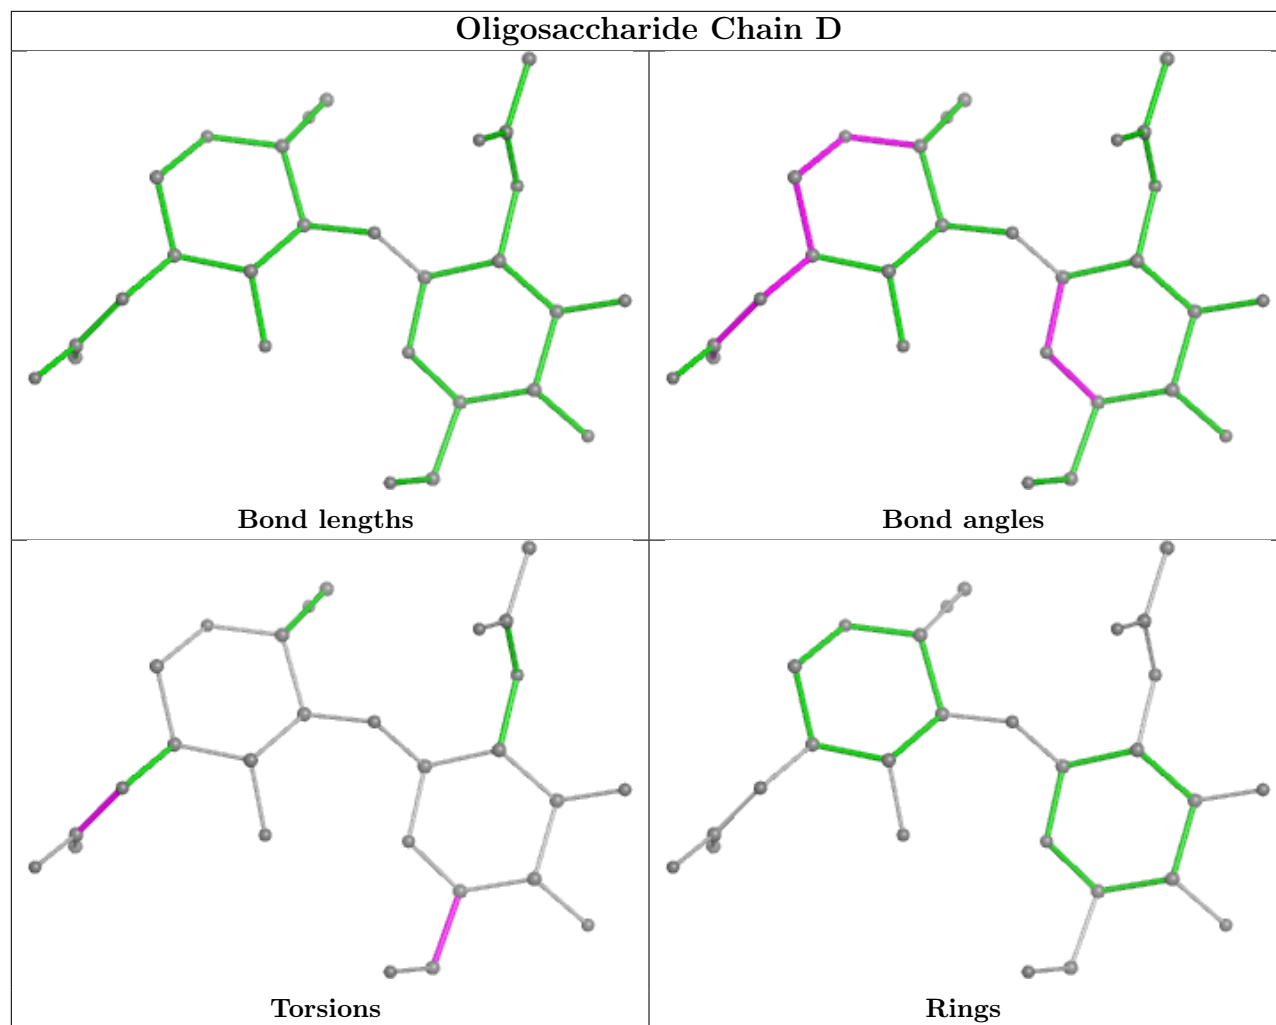 Oligosaccharide Chain D
Bond lengths
Bond angles
Torsions
Rings